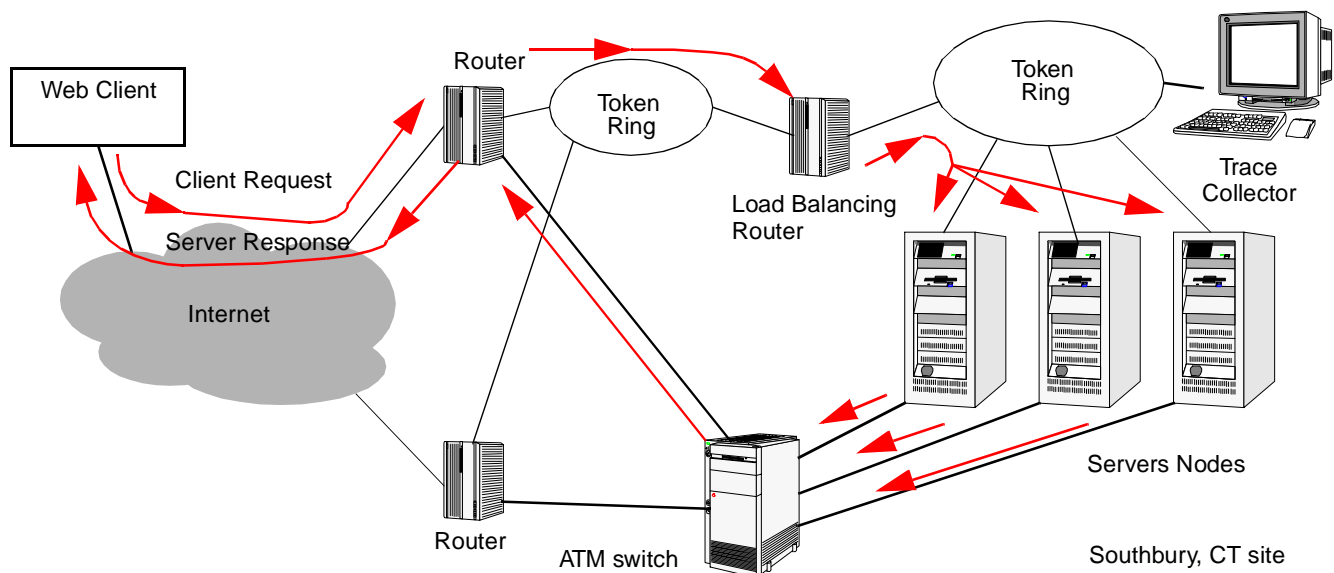 Router
Web Client
Token
Ring
Token
Ring
Client Request
Trace
Collector
Load Balancing
Router
Server Response
Internet
Servers Nodes
Router
ATM switch
Southbury, CT site